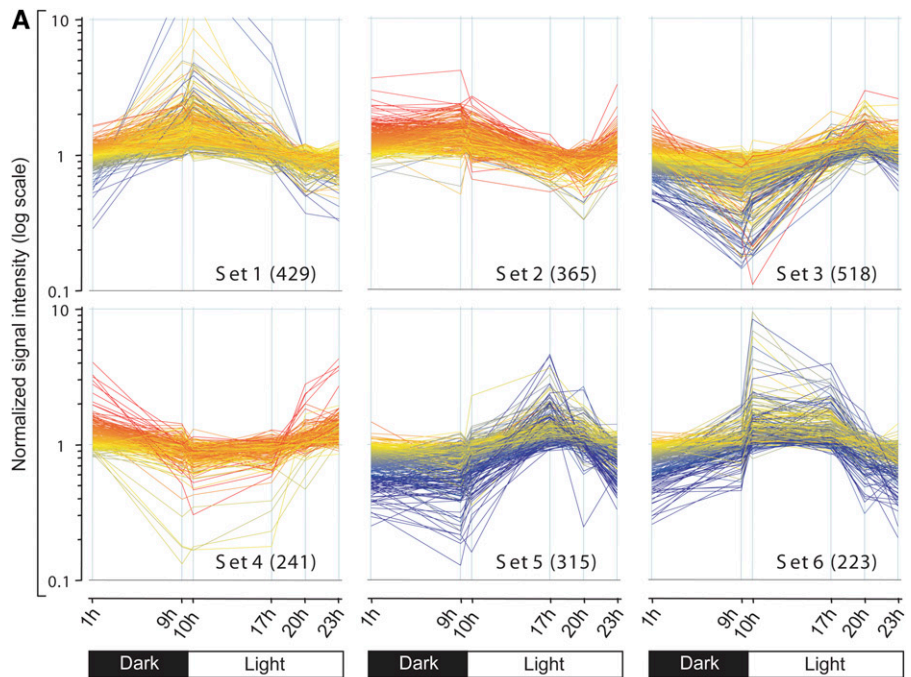 A
Normalized signal intensity (log scale)
10
1
0.1
Set 1 (429)
Set 2 (365)
Set 3 (518)
10
1
0.1
Set 4 (241)
Set 5 (315)
Set 6 (223)
1h 9h 10h 17h 20h 23h
1h 9h 10h 17h 20h 23h
1h 9h 10h 17h 20h 23h
Dark Light
Dark Light
Dark Light